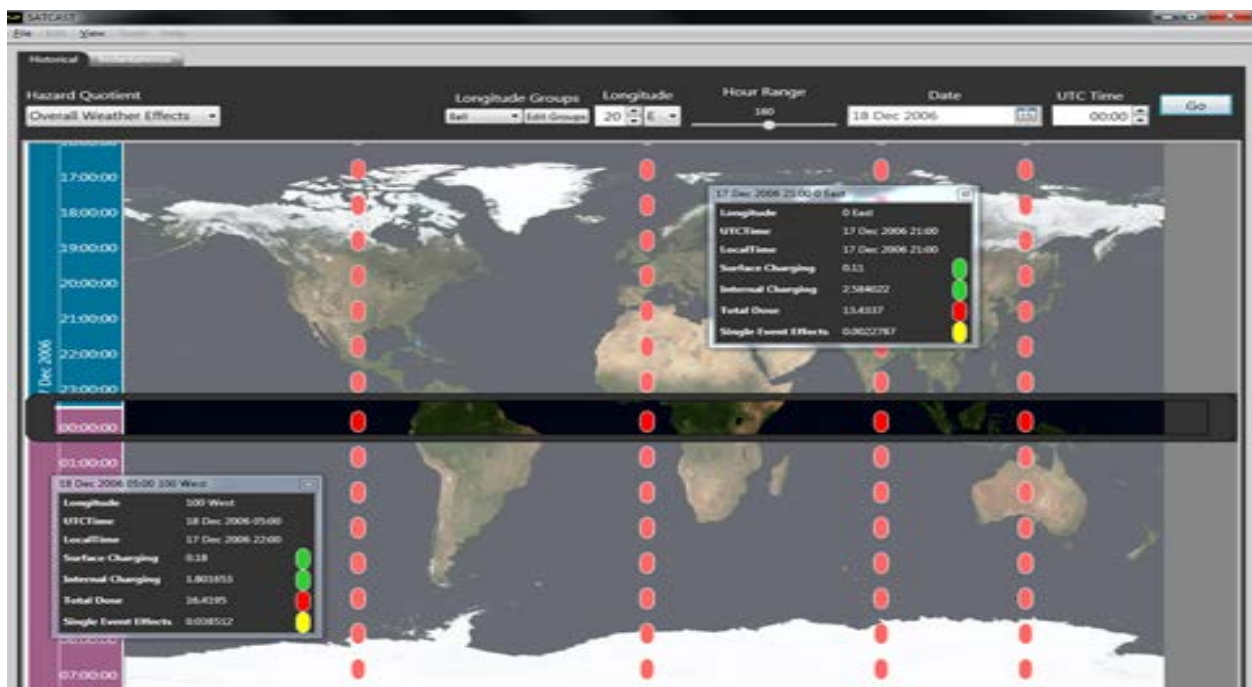 SATCAST
File Edit View Tools Help
Historical
Hazard Quotient
Longitude Groups
Longitude
Hour Range
Date
UTC Time
Overall Weather Effects
Ball
Edit Groups
20
E
180
18 Dec 2006
15
00:00
Go
17:00:00
18:00:00
19:00:00
20:00:00
21:00:00
22:00:00
23:00:00
00:00:00
01:00:00
07:00:00
17 Dec 2006 21:00 0 East
Longitude 0 East
UTCTime 17 Dec 2006 21:00
LocalTime 17 Dec 2006 21:00
Surface Charging 0.11
Internal Charging 2.584022
Total Dose 13.4337
Single Event Effects 0.0022787
18 Dec 2006 05:00 100 West
Longitude 100 West
UTCTime 18 Dec 2006 05:00
LocalTime 17 Dec 2006 22:00
Surface Charging 0.18
Internal Charging 1.801653
Total Dose 16.4195
Single Event Effects 0.038512